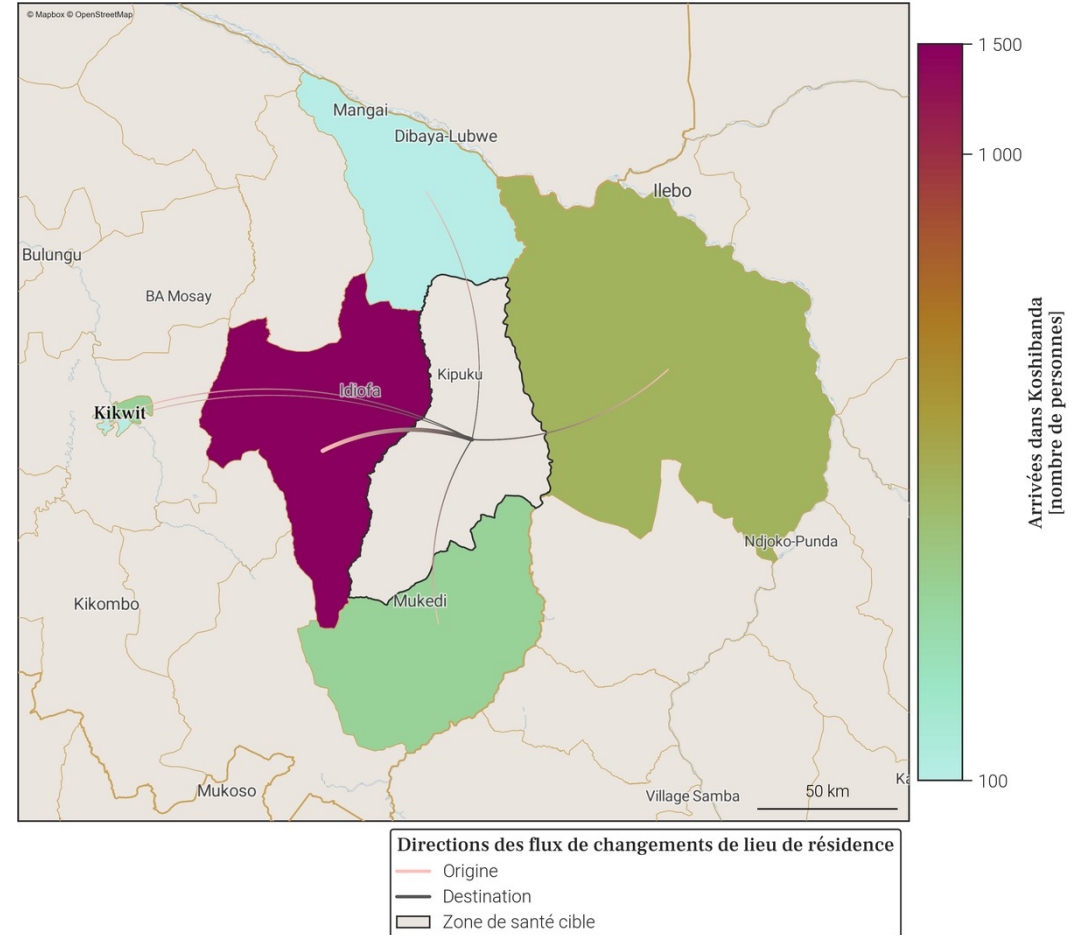 © Mapbox © OpenStreetMap
1 500
Mangai
Dibaya-Lubwe
1 000
Ilebo
Bulungu
BA Mosay
Kipuku
Idiofa
Kikwit
Arrivées dans Koshibanda
[nombre de personnes]
Ndjoko-Punda
Kikombo
Mukedi
Ka
100
Mukoso
Village Samba
50 km
Directions des flux de changements de lieu de résidence
Origine
Destination
Zone de santé cible